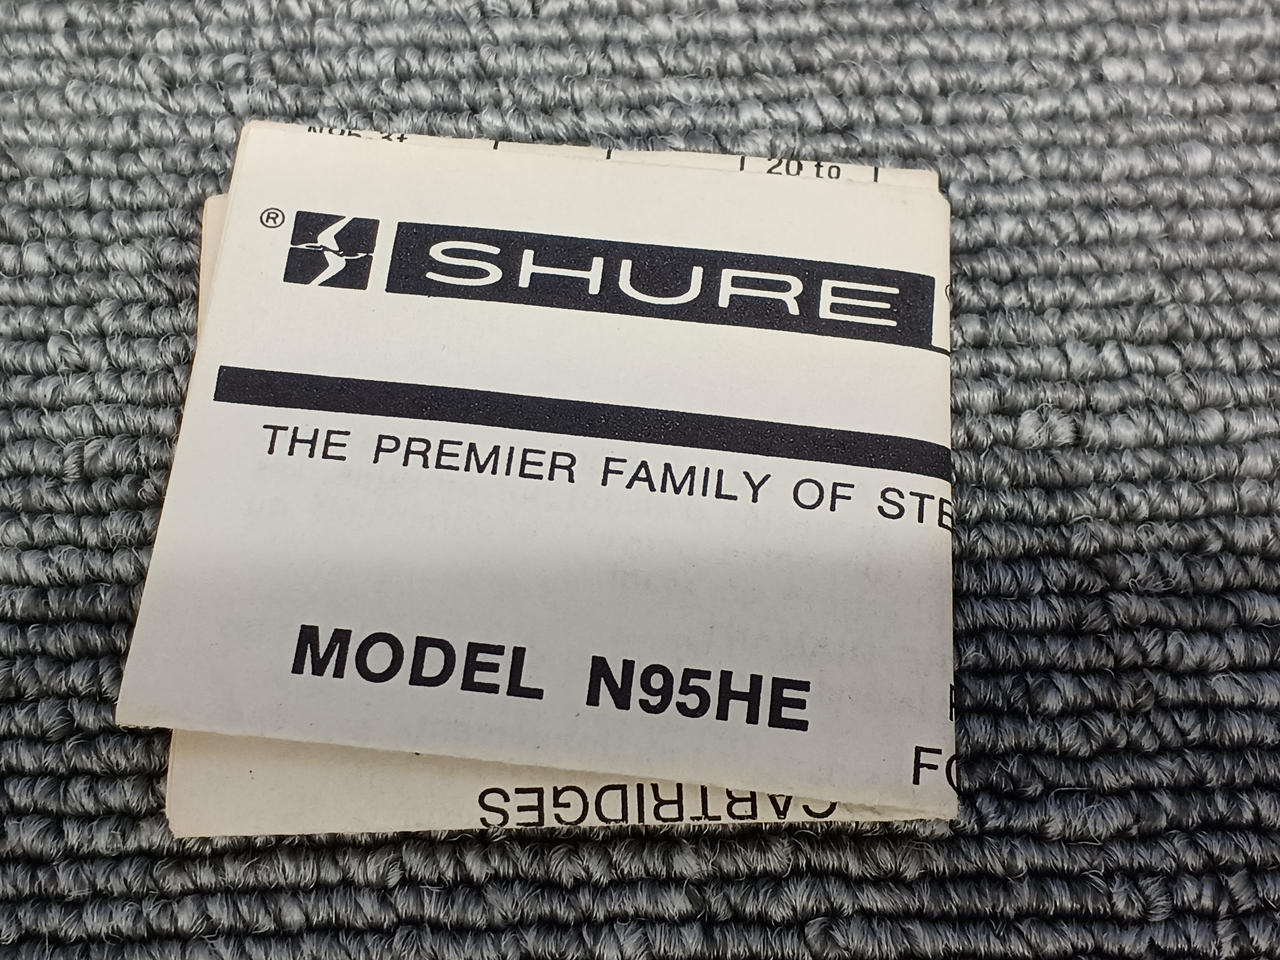 20 to
® SHURE
THE PREMIER FAMILY OF STE
MODEL N95HE
FO
CARTRIDGES